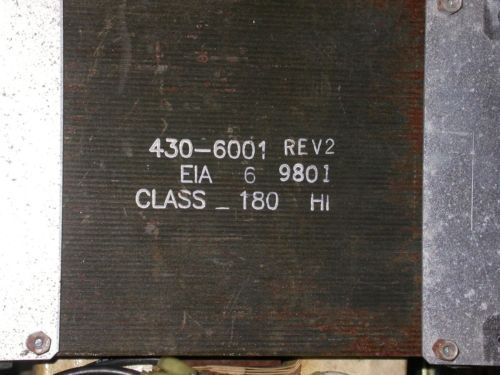 430-6001 REV2
EIA 6 9801
CLASS _ 180 HI